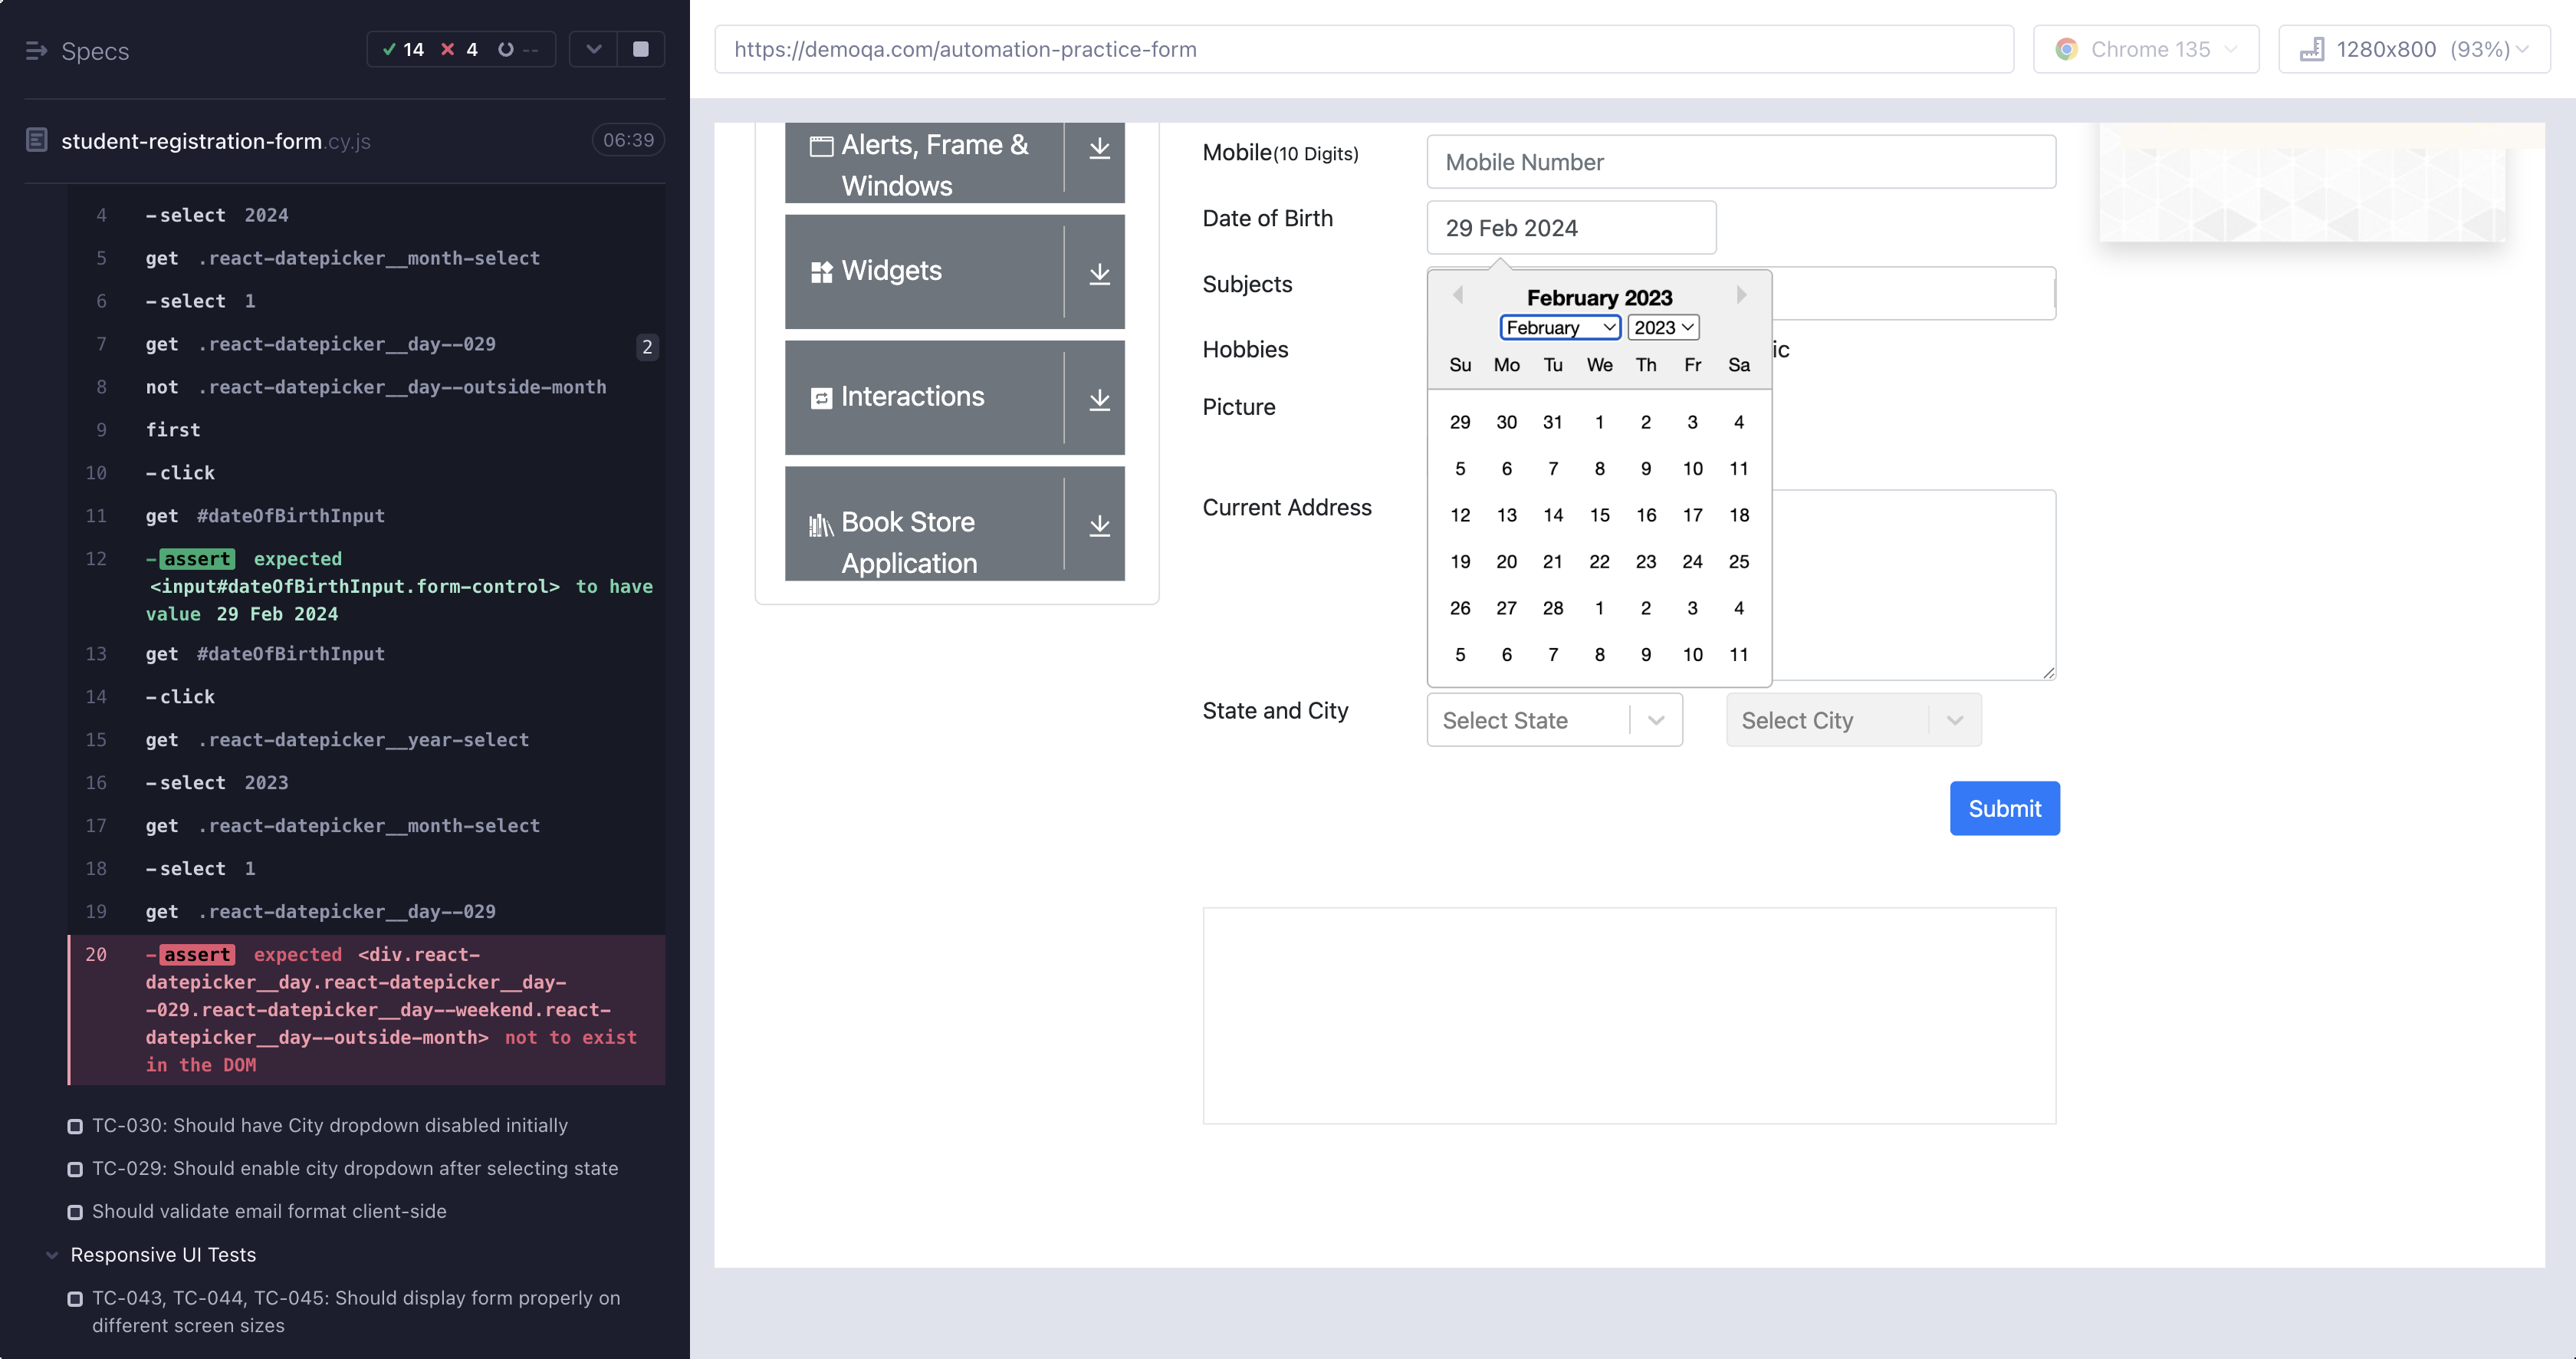 Specs
14 4 --
student-registration-form.cy.js 06:39
4 -select 2024
5 get .react-datepicker__month-select
6 -select 1
7 get .react-datepicker__day--029 2
8 not .react-datepicker__day--outside-month
9 first
10 -click
11 get #dateOfBirthInput
12 -assert expected
<input#dateOfBirthInput.form-control> to have
value 29 Feb 2024
13 get #dateOfBirthInput
14 -click
15 get .react-datepicker__year-select
16 -select 2023
17 get .react-datepicker__month-select
18 -select 1
19 get .react-datepicker__day--029
20 -assert expected <div.react-
datepicker__day.react-datepicker__day-
-029.react-datepicker__day--weekend.react-
datepicker__day--outside-month> not to exist
in the DOM
TC-030: Should have City dropdown disabled initially
TC-029: Should enable city dropdown after selecting state
Should validate email format client-side
Responsive UI Tests
TC-043, TC-044, TC-045: Should display form properly on
different screen sizes
https://demoqa.com/automation-practice-form
Chrome 135
1280x800 (93%)
Alerts, Frame &
Windows
Widgets
Interactions
Book Store
Application
Mobile(10 Digits)
Mobile Number
Date of Birth
29 Feb 2024
Subjects
Hobbies
ic
Picture
Current Address
February 2023
February 2023
Su Mo Tu We Th Fr Sa
29 30 31 1 2 3 4
5 6 7 8 9 10 11
12 13 14 15 16 17 18
19 20 21 22 23 24 25
26 27 28 1 2 3 4
5 6 7 8 9 10 11
State and City
Select State
Select City
Submit